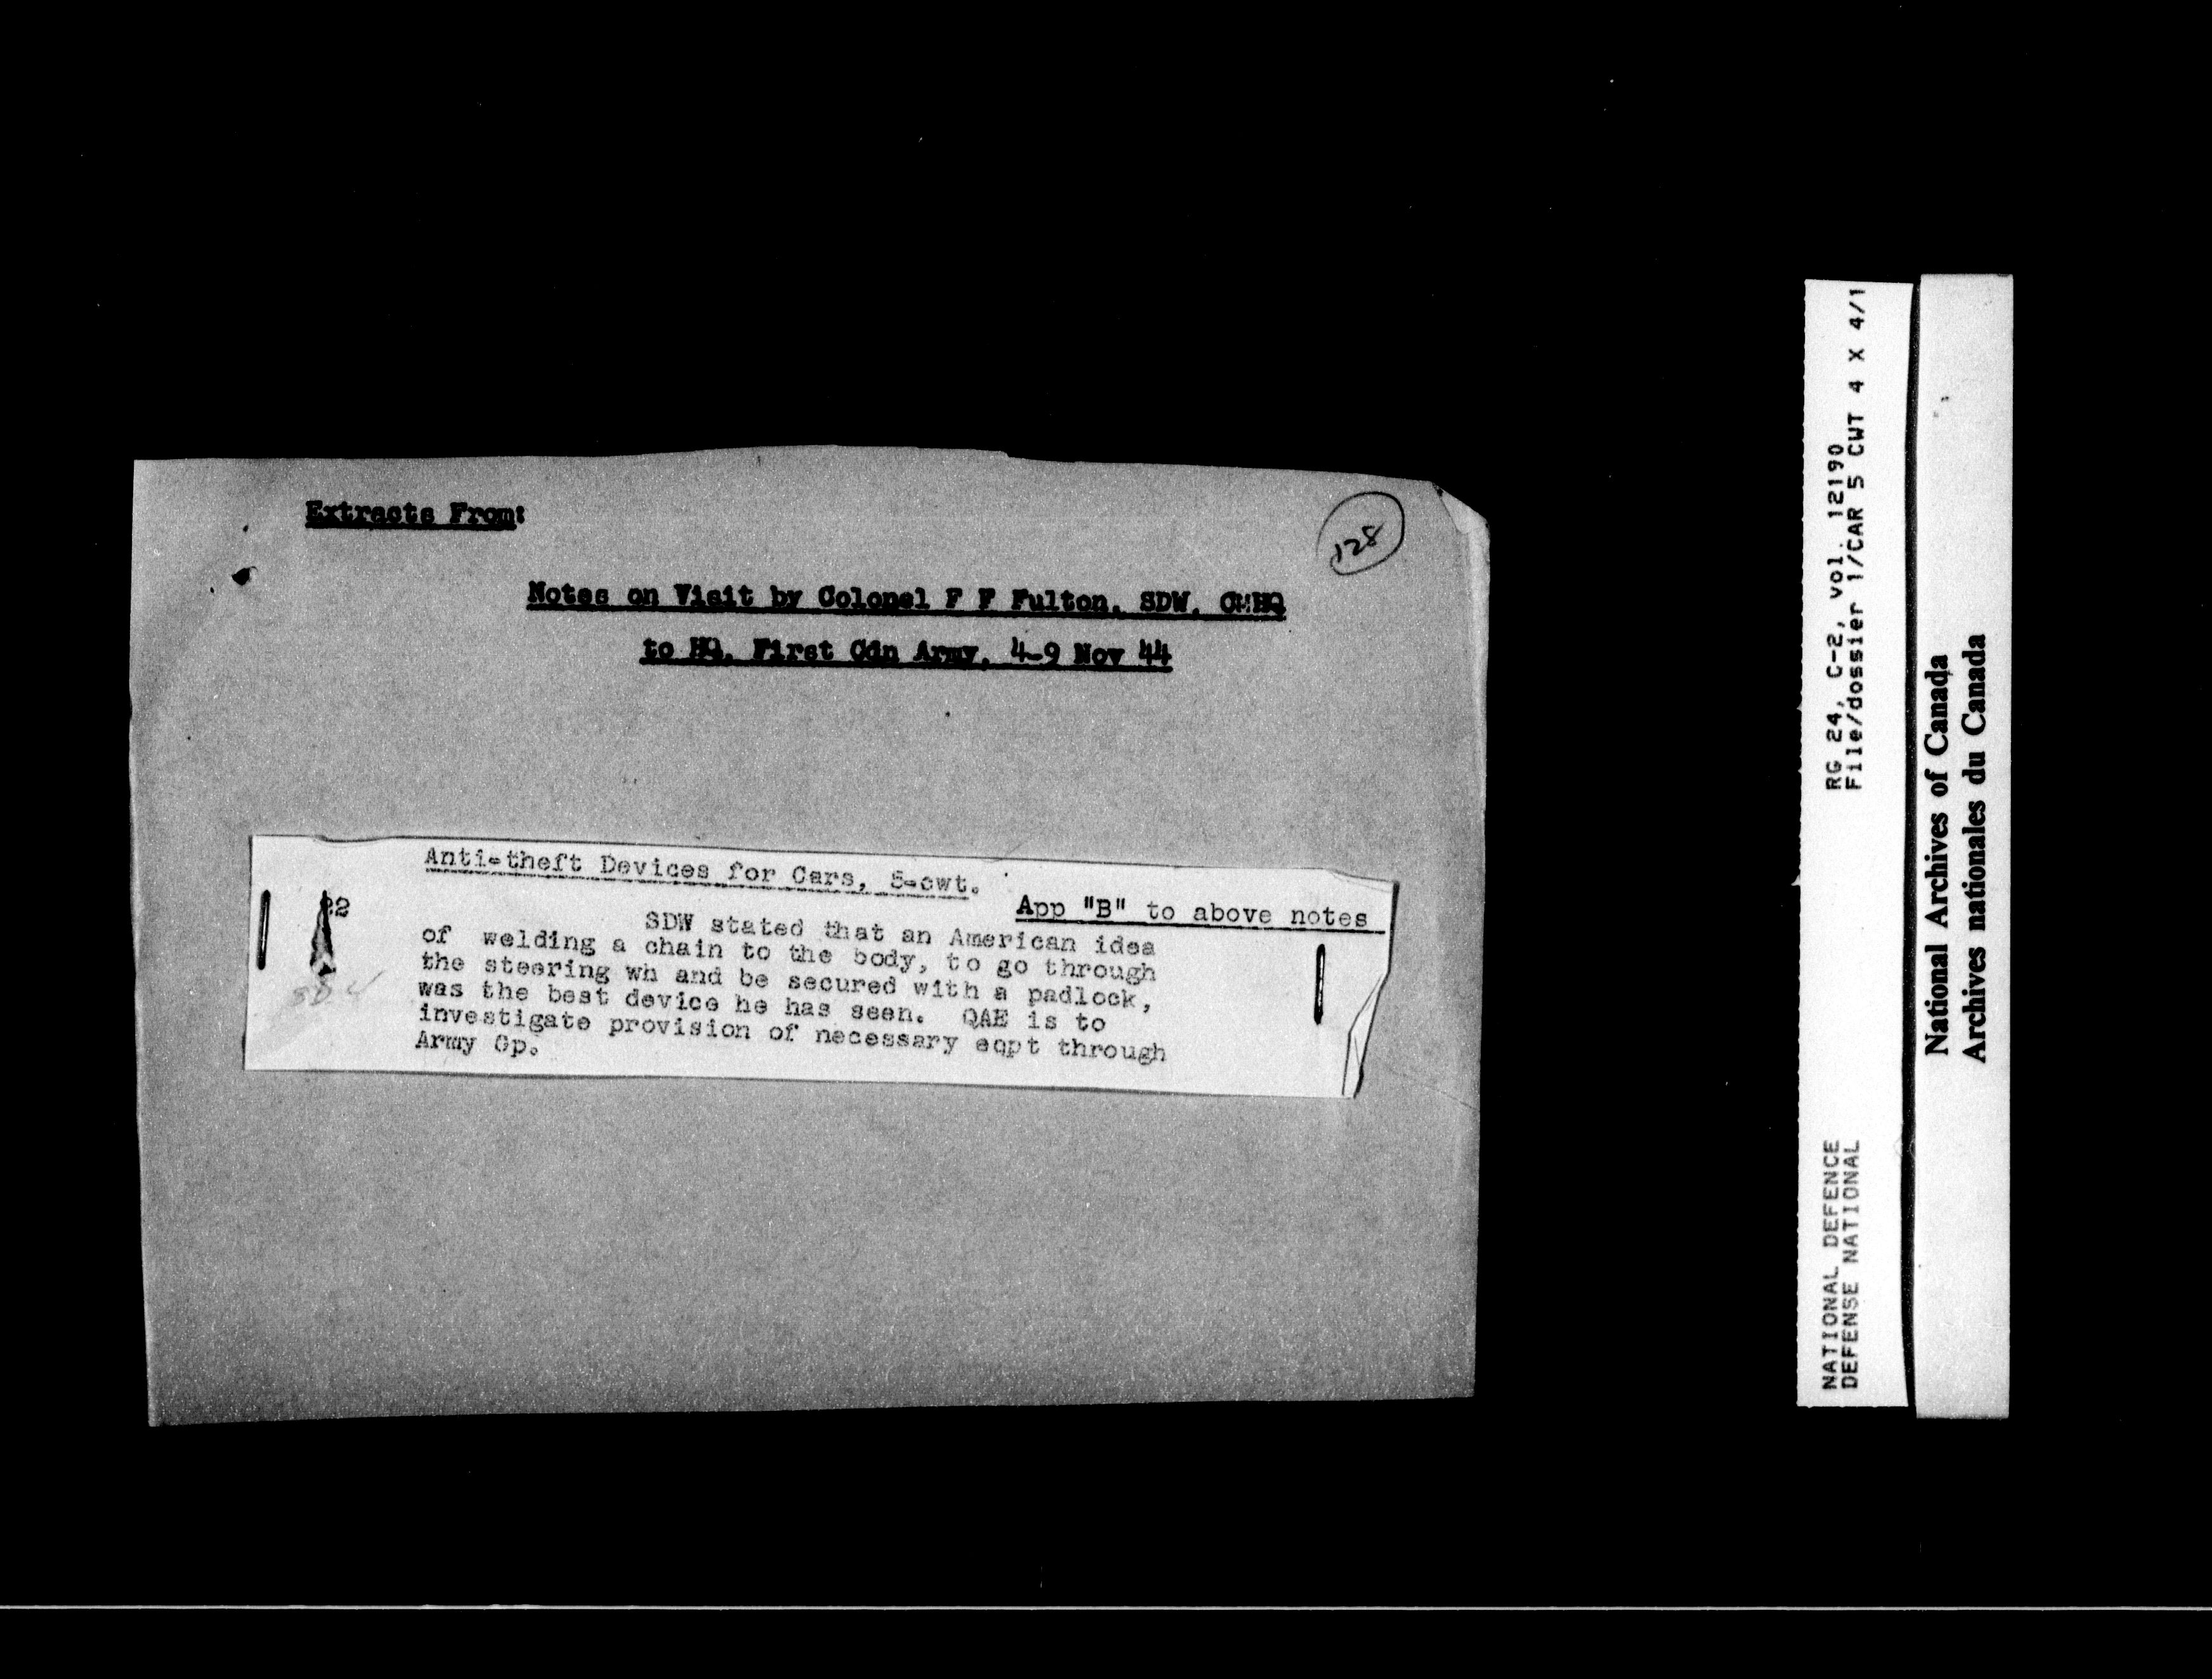 Extracts From:
128
Notes on Visit by Colonel F F Fulton, SDW, CMHQ
to HQ, First Cdn Army, 4-9 Nov 44
Anti-theft Devices for Cars, 5-cwt.
App "B" to above notes
22
SDW stated that an American idea
of welding a chain to the body, to go through
the steering wh and be secured with a padlock,
was the best device he has seen. QAE is to
investigate provision of necessary eqpt through
Army Gp.
RG 24, C-2, vol. 12190
File/dossier 1/CAR 5 CWT 4 X 4/1
NATIONAL DEFENCE
DEFENSE NATIONAL
National Archives of Canada
Archives nationales du Canada